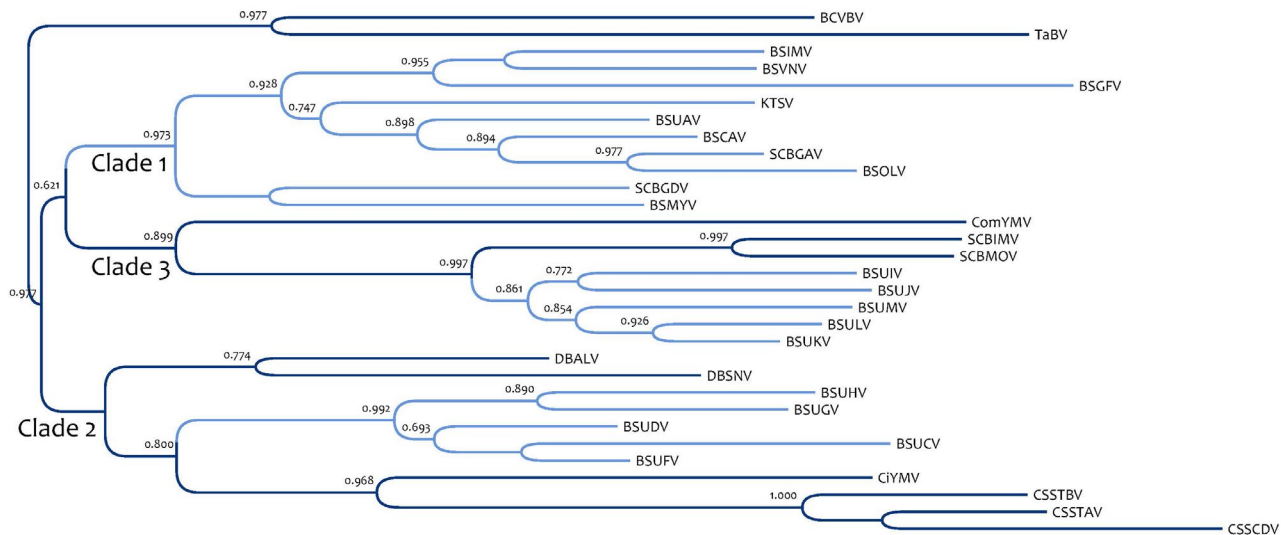 0.977
BCVBV
TaBV
BSIMV
0.955
BSVNV
0.928
BSGFV
0.747
KTSV
BSUAV
0.898
0.973
0.894
BSCAV
Clade 1
0.977
SCBGAV
BSOLV
0.621
SCBGDV
BSMYV
ComYMV
0.899
0.997
SCBIMV
Clade 3
0.997
SCBMOV
0.772
BSUIV
0.977
0.861
BSUJV
0.854
BSUMV
0.926
BSULV
BSUKV
0.774
DBALV
DBSNV
0.890
BSUHV
0.992
BSUGV
Clade 2
0.693
BSUDV
0.800
BSUCV
BSUFV
0.968
CiYMV
1.000
CSSTBV
CSSTAV
CSSCDV